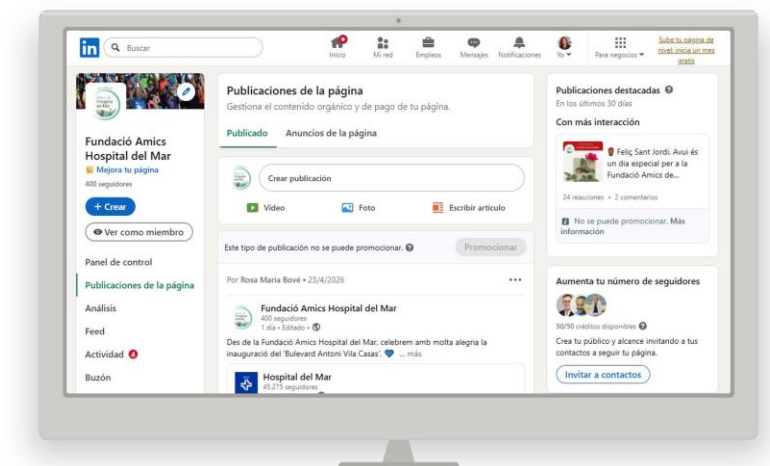 in
Buscar
Inicio
Mi red
Empleos
Mensajes
Notificaciones
Yo
Para negocios
Sube tu página de
nivel: inicia un mes
gratis
Fundació Amics
Hospital del Mar
Mejora tu página
400 seguidores
+ Crear
Ver como miembro
Panel de control
Publicaciones de la página
Análisis
Feed
Actividad 4
Buzón
Publicaciones de la página
Gestiona el contenido orgánico y de pago de tu página.
Publicado Anuncios de la página
Crear publicación
Vídeo Foto Escribir artículo
Este tipo de publicación no se puede promocionar. Promocionar
Por Rosa Maria Bové • 23/4/2026
Fundació Amics Hospital del Mar
400 seguidores
1 día • Editado •
Des de la Fundació Amics Hospital del Mar, celebrem amb molta alegria la
inauguració del 'Bulevard Antoni Vila Casas'. 💙 ... más
Hospital del Mar
45.275 seguidores
Publicaciones destacadas
En los últimos 30 días
Con más interacción
🌹 Feliç Sant Jordi. Avui és
un dia especial per a la
Fundació Amics de...
24 reacciones • 2 comentarios
No se puede promocionar. Más
información
Aumenta tu número de seguidores
50/50 créditos disponibles
Crea tu público y alcance invitando a tus
contactos a seguir tu página.
Invitar a contactos